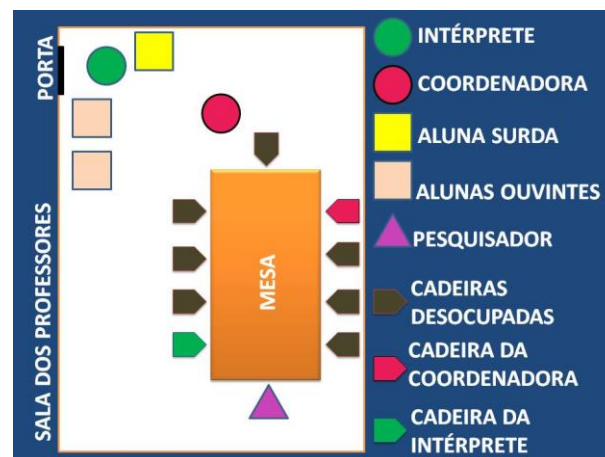 PORTA
SALA DOS PROFESSORES
MESA
INTÉRPRETE
COORDENADORA
ALUNA SURDA
ALUNAS OUVINTES
PESQUISADOR
CADEIRAS
DESOCUPADAS
CADEIRA DA
COORDENADORA
CADEIRA DA
INTÉRPRETE